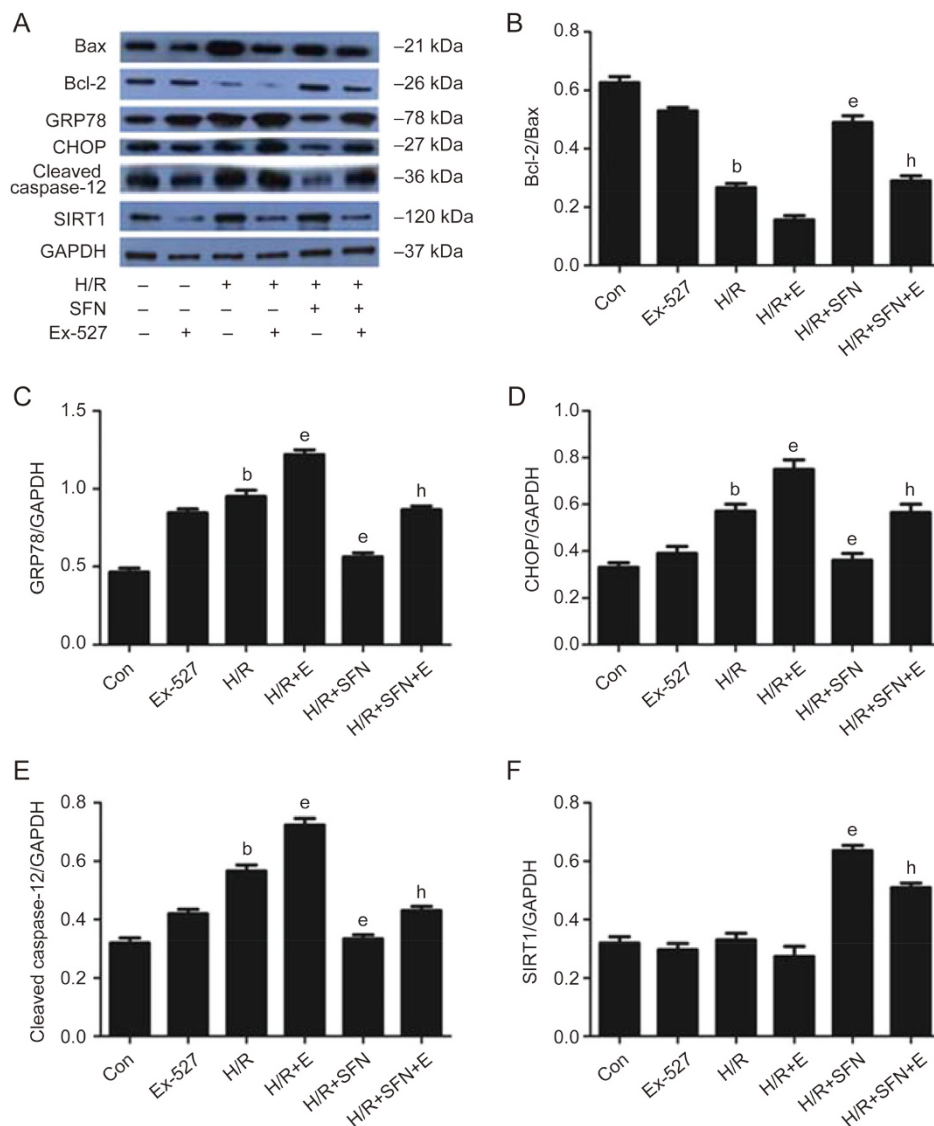 A
Bax –21 kDa
Bcl-2 –26 kDa
GRP78 –78 kDa
CHOP –27 kDa
Cleaved
caspase-12 –36 kDa
SIRT1 –120 kDa
GAPDH –37 kDa
H/R – – + + + +
SFN – – – – + +
Ex-527 – + – + – +
B
Bcl-2/Bax
0.8
0.6
0.4
0.2
0.0
b
e
h
Con Ex-527 H/R H/R+E H/R+SFN H/R+SFN+E
C
GRP78/GAPDH
1.5
1.0
0.5
0.0
b
e
e
h
Con Ex-527 H/R H/R+E H/R+SFN H/R+SFN+E
D
CHOP/GAPDH
1.0
0.8
0.6
0.4
0.2
0.0
b
e
e
h
Con Ex-527 H/R H/R+E H/R+SFN H/R+SFN+E
E
Cleaved caspase-12/GAPDH
0.8
0.6
0.4
0.2
0.0
b
e
e
h
Con Ex-527 H/R H/R+E H/R+SFN H/R+SFN+E
F
SIRT1/GAPDH
0.8
0.6
0.4
0.2
0.0
e
h
Con Ex-527 H/R H/R+E H/R+SFN H/R+SFN+E